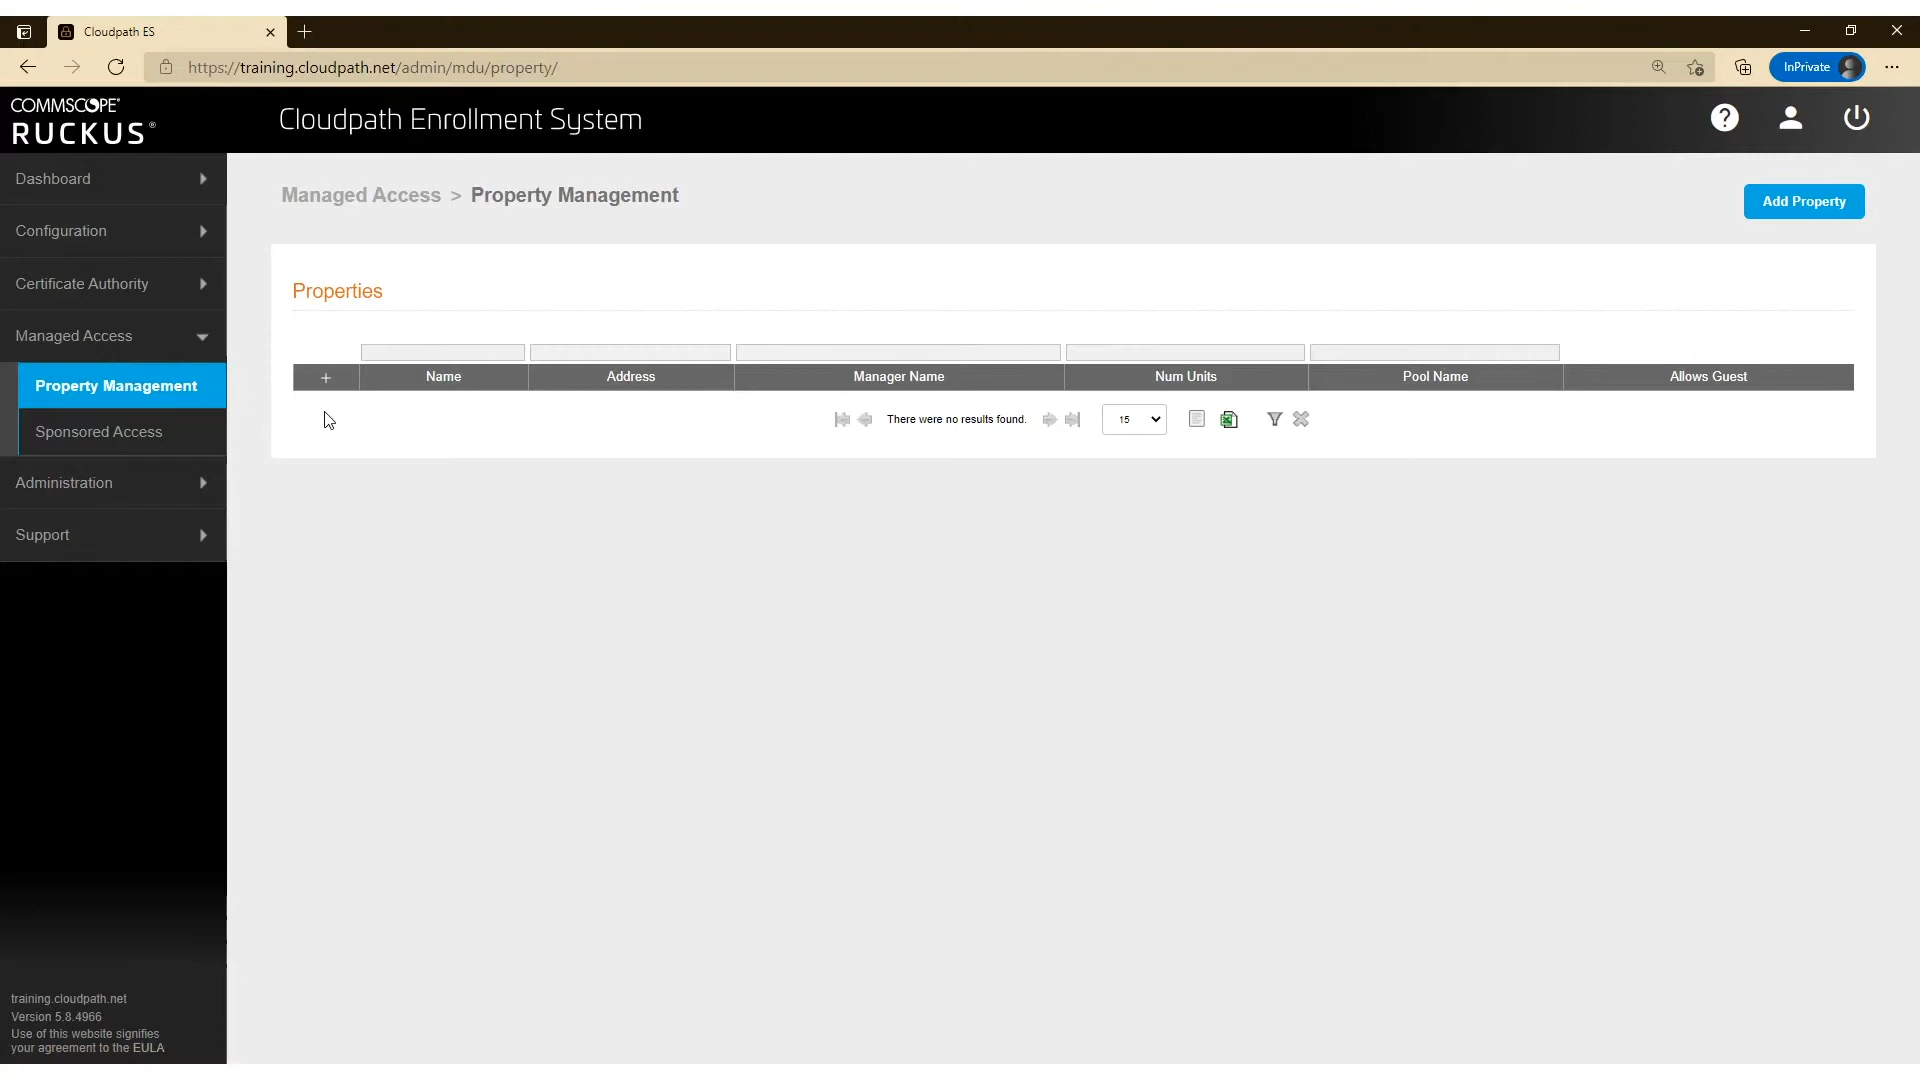 Cloudpath ES
https://training.cloudpath.net/admin/mdu/property/
InPrivate
COMMSCOPE®
RUCKUS®
Cloudpath Enrollment System
?
Dashboard
Configuration
Certificate Authority
Managed Access
Property Management
Sponsored Access
Administration
Support
Managed Access > Property Management
Add Property
Properties
+ Name Address Manager Name Num Units Pool Name Allows Guest
There were no results found. 15
training.cloudpath.net
Version 5.8.4966
Use of this website signifies
your agreement to the EULA